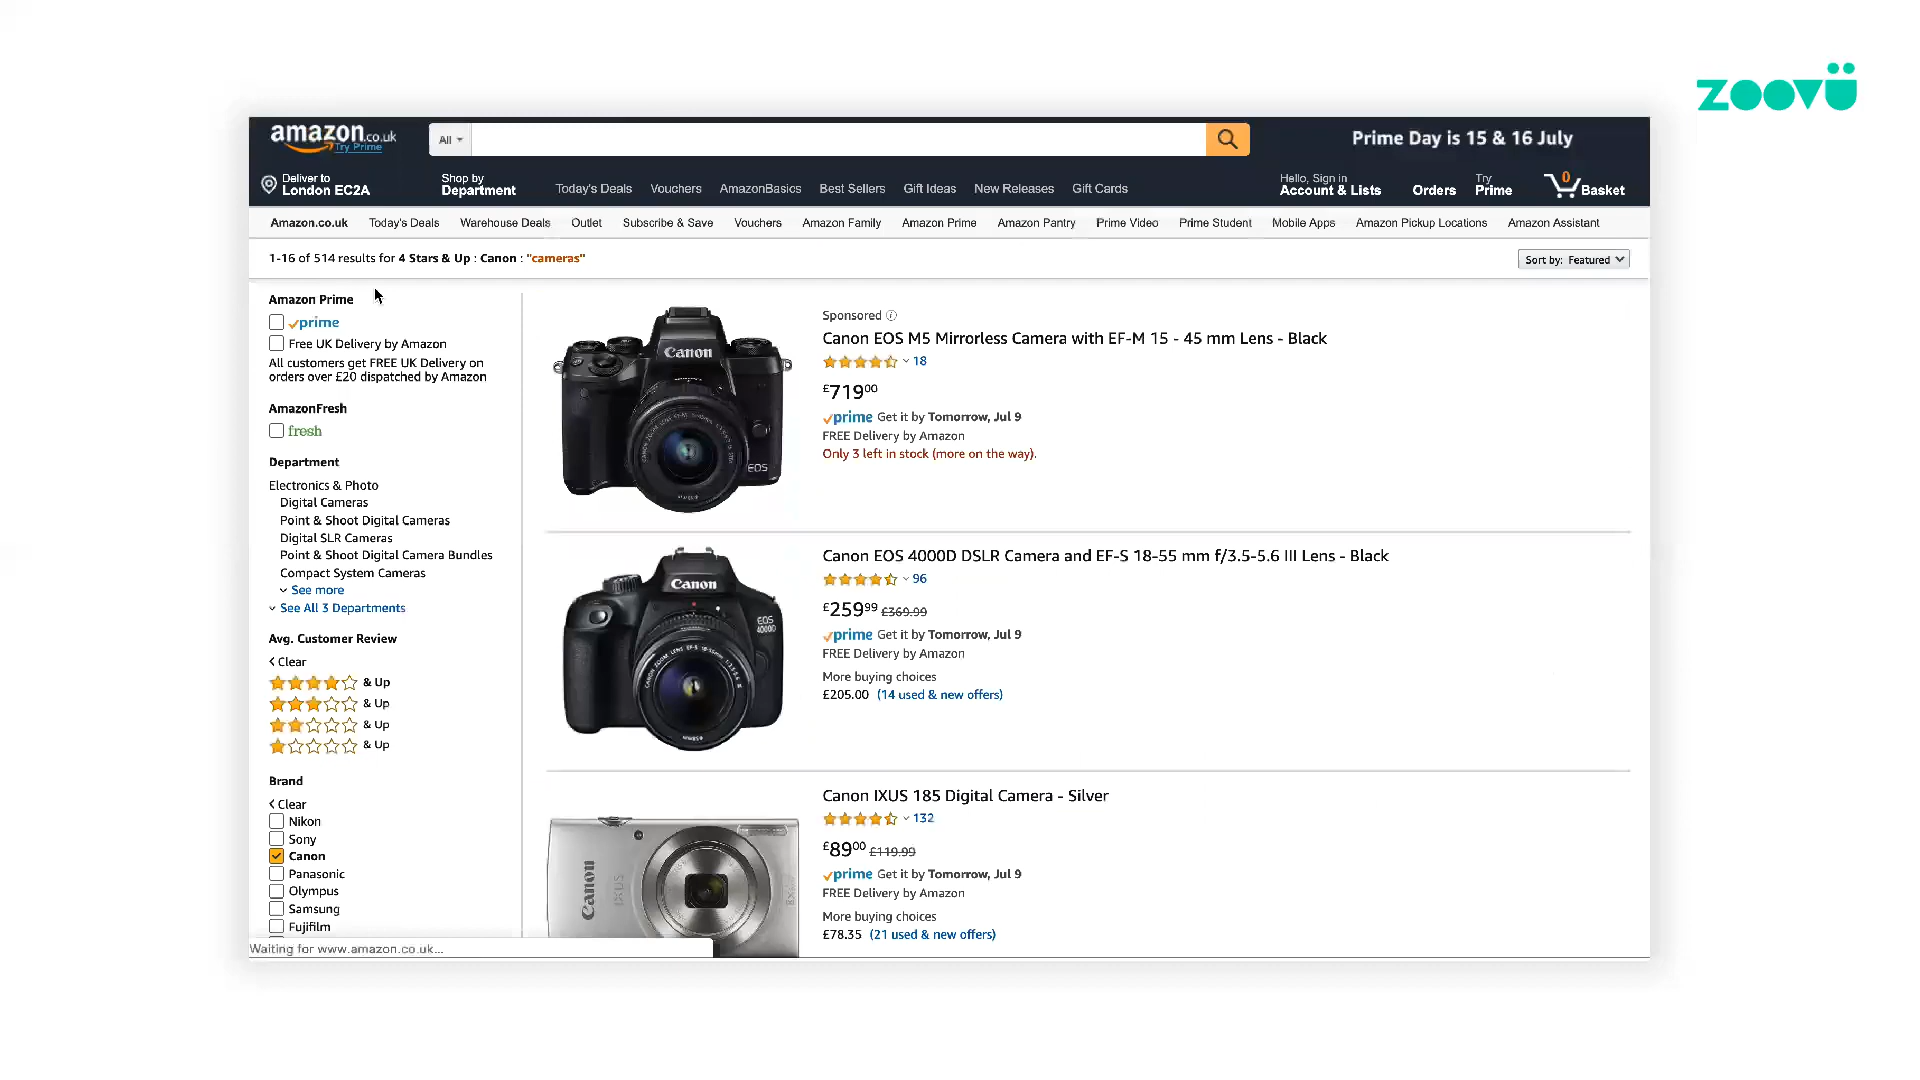 zoovü
amazon.co.uk
Try Prime
All
Prime Day is 15 & 16 July
Deliver to
London EC2A
Shop by
Department
Today's Deals Vouchers AmazonBasics Best Sellers Gift Ideas New Releases Gift Cards
Hello, Sign in
Account & Lists
Orders
Try
Prime
0
Basket
Amazon.co.uk Today's Deals Warehouse Deals Outlet Subscribe & Save Vouchers Amazon Family Amazon Prime Amazon Pantry Prime Video Prime Student Mobile Apps Amazon Pickup Locations Amazon Assistant
1-16 of 514 results for 4 Stars & Up : Canon : "cameras"
Sort by: Featured
Amazon Prime
prime
Free UK Delivery by Amazon
All customers get FREE UK Delivery on
orders over £20 dispatched by Amazon
AmazonFresh
fresh
Department
Electronics & Photo
Digital Cameras
Point & Shoot Digital Cameras
Digital SLR Cameras
Point & Shoot Digital Camera Bundles
Compact System Cameras
See more
See All 3 Departments
Avg. Customer Review
Clear
& Up
& Up
& Up
& Up
Brand
Clear
Nikon
Sony
Canon
Panasonic
Olympus
Samsung
Fujifilm
Waiting for www.amazon.co.uk...
Canon
EOS
Sponsored
Canon EOS M5 Mirrorless Camera with EF-M 15 - 45 mm Lens - Black
18
£71900
prime Get it by Tomorrow, Jul 9
FREE Delivery by Amazon
Only 3 left in stock (more on the way).
Canon
EOS
4000D
Canon EOS 4000D DSLR Camera and EF-S 18-55 mm f/3.5-5.6 III Lens - Black
96
£25999 £369.99
prime Get it by Tomorrow, Jul 9
FREE Delivery by Amazon
More buying choices
£205.00 (14 used & new offers)
Canon
IXUS
Canon IXUS 185 Digital Camera - Silver
132
£8900 £119.99
prime Get it by Tomorrow, Jul 9
FREE Delivery by Amazon
More buying choices
£78.35 (21 used & new offers)